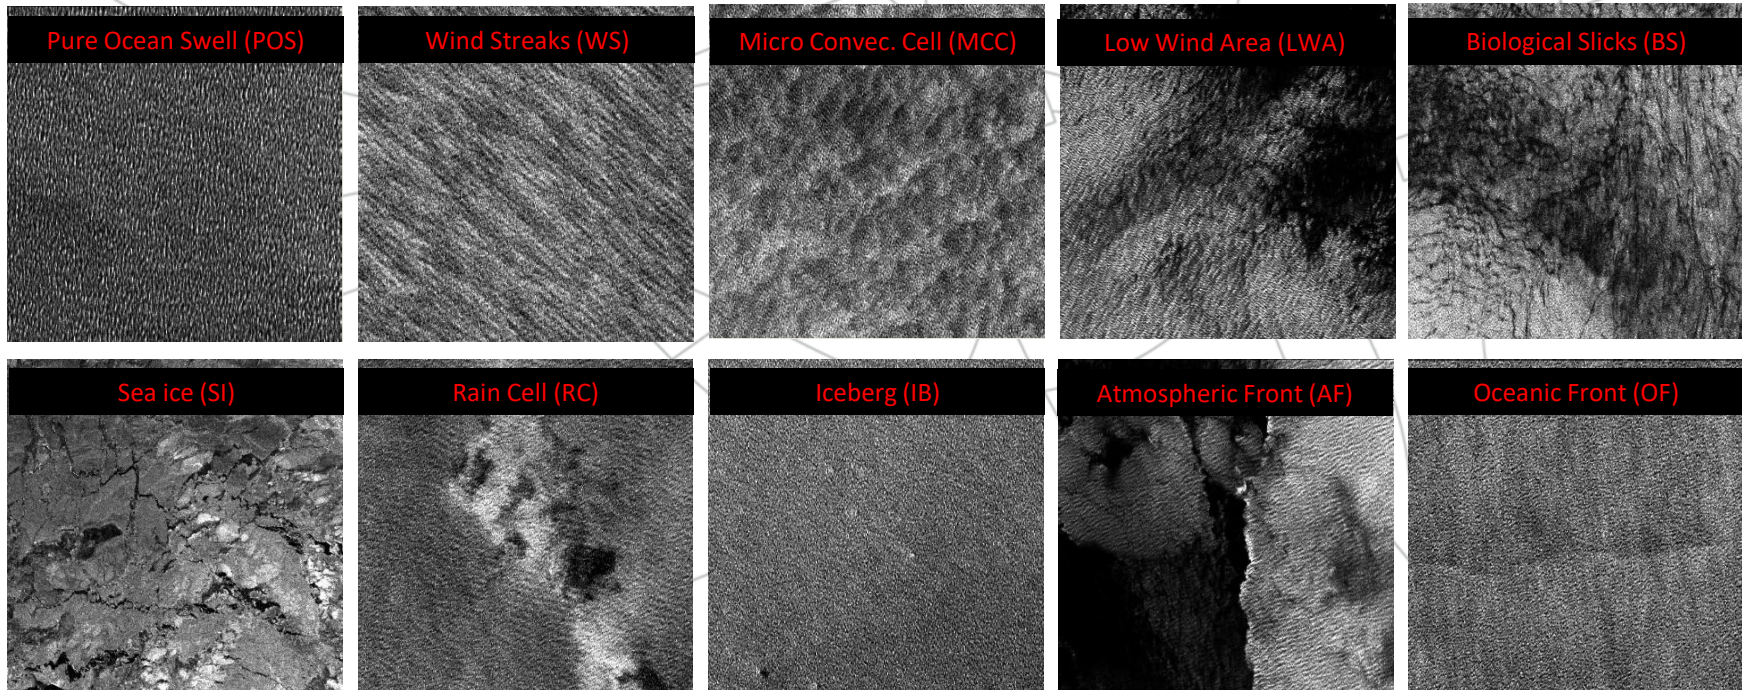 Pure Ocean Swell (POS)
Wind Streaks (WS)
Micro Convec. Cell (MCC)
Low Wind Area (LWA)
Biological Slicks (BS)
Sea ice (SI)
Rain Cell (RC)
Iceberg (IB)
Atmospheric Front (AF)
Oceanic Front (OF)